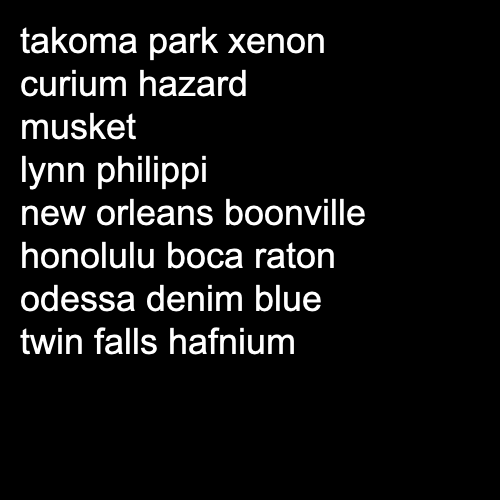 takoma park xenon
curium hazard
musket
lynn philippi
new orleans boonville
honolulu boca raton
odessa denim blue
twin falls hafnium